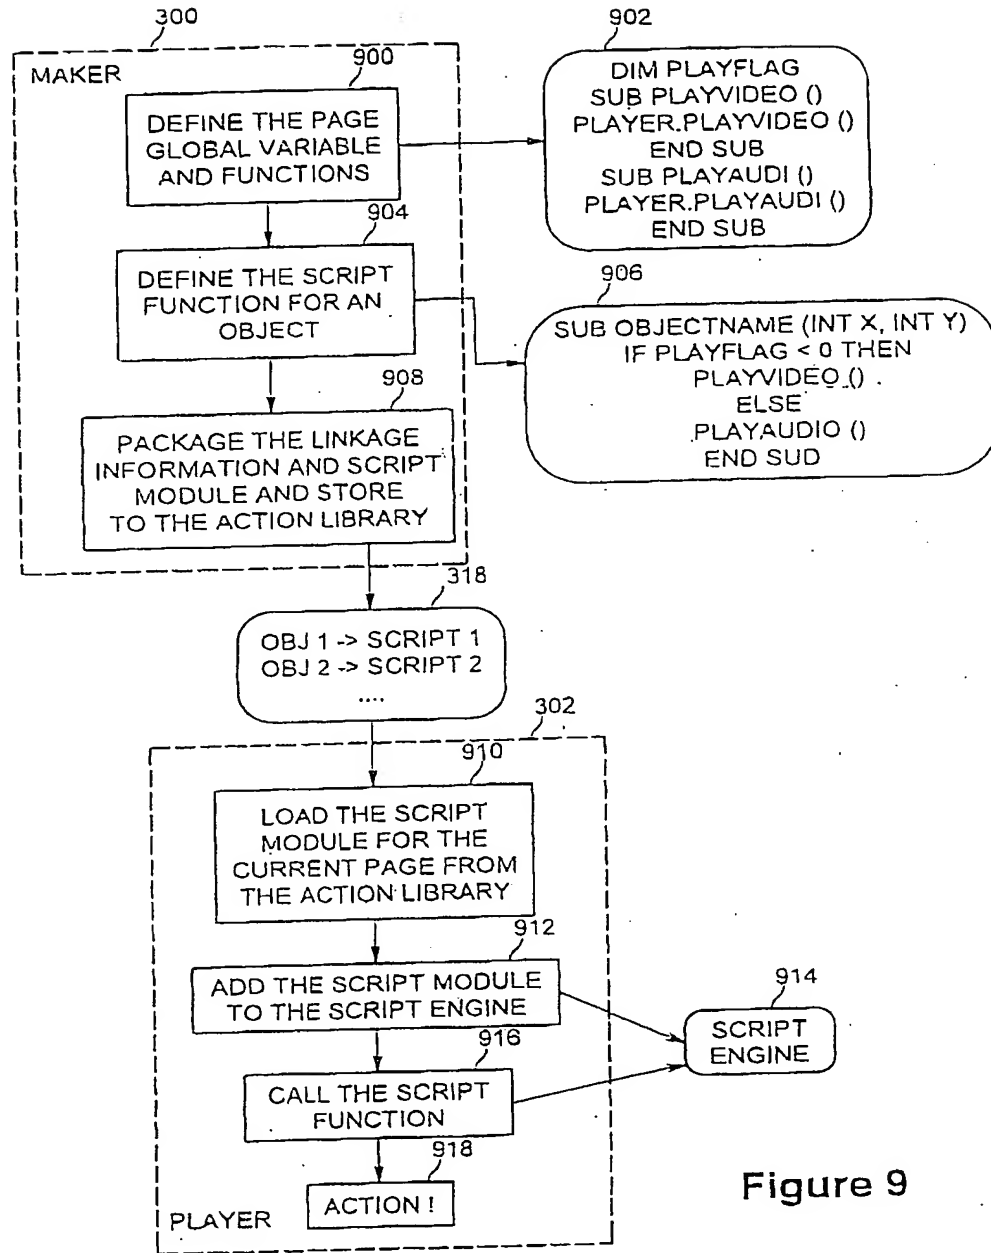 300
MAKER
900
DEFINE THE PAGE
GLOBAL VARIABLE
AND FUNCTIONS
902
DIM PLAYFLAG
SUB PLAYVIDEO ()
PLAYER.PLAYVIDEO ()
END SUB
SUB PLAYAUDI ()
PLAYER.PLAYAUDI ()
END SUB
904
DEFINE THE SCRIPT
FUNCTION FOR AN
OBJECT
906
SUB OBJECTNAME (INT X, INT Y)
IF PLAYFLAG < 0 THEN
PLAYVIDEO ()
ELSE
PLAYAUDIO ()
END SUD
908
PACKAGE THE LINKAGE
INFORMATION AND SCRIPT
MODULE AND STORE
TO THE ACTION LIBRARY
318
OBJ 1 -> SCRIPT 1
OBJ 2 -> SCRIPT 2
....
302
910
LOAD THE SCRIPT
MODULE FOR THE
CURRENT PAGE FROM
THE ACTION LIBRARY
912
ADD THE SCRIPT MODULE
TO THE SCRIPT ENGINE
914
SCRIPT
ENGINE
916
CALL THE SCRIPT
FUNCTION
918
ACTION !
PLAYER
Figure 9